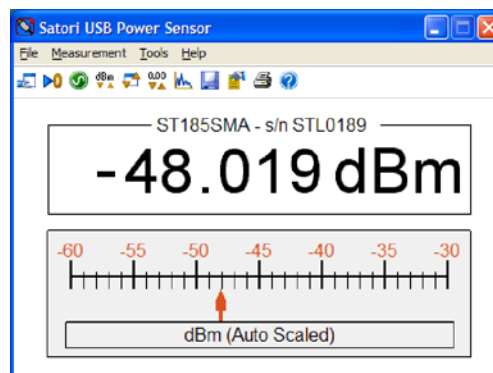 Satori USB Power Sensor
File Measurement Tools Help
dBm 0.00
ST185SMA - s/n STL0189
-48.019 dBm
-60 -55 -50 -45 -40 -35 -30
dBm (Auto Scaled)